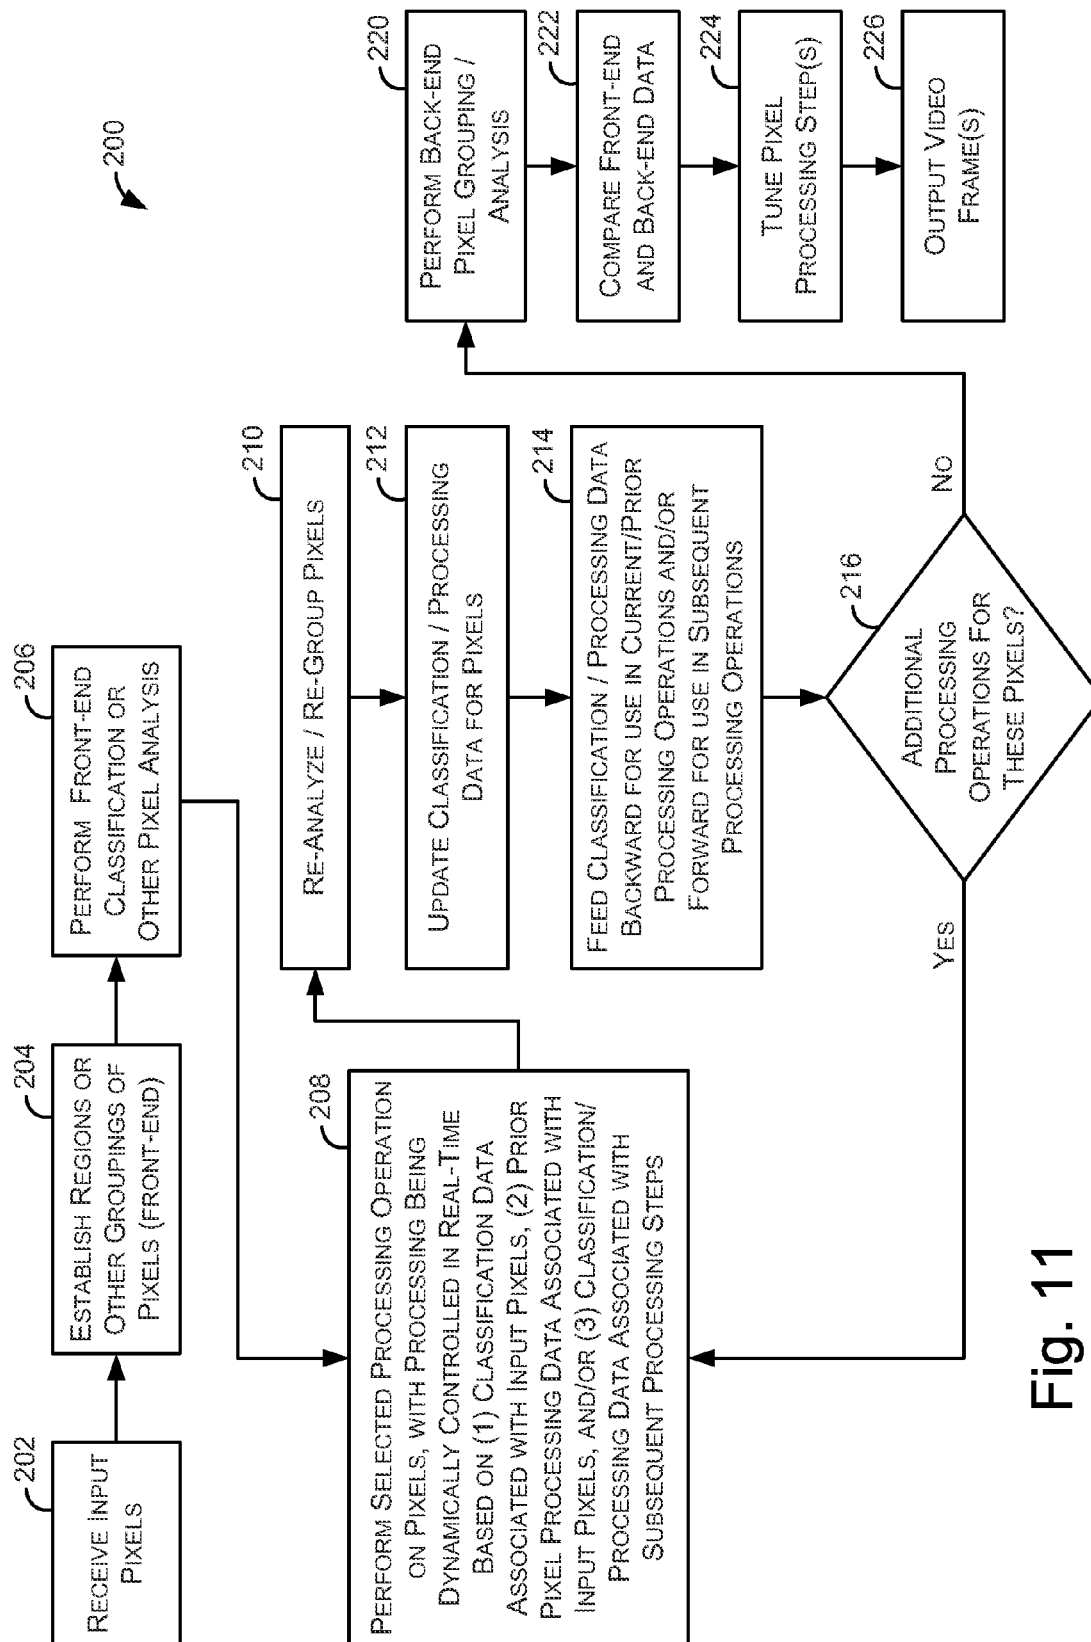 200
202
RECEIVE INPUT
PIXELS
204
ESTABLISH REGIONS OR
OTHER GROUPINGS OF
PIXELS (FRONT-END)
206
PERFORM FRONT-END
CLASSIFICATION OR
OTHER PIXEL ANALYSIS
208
PERFORM SELECTED PROCESSING OPERATION
ON PIXELS, WITH PROCESSING BEING
DYNAMICALLY CONTROLLED IN REAL-TIME
BASED ON (1) CLASSIFICATION DATA
ASSOCIATED WITH INPUT PIXELS, (2) PRIOR
PIXEL PROCESSING DATA ASSOCIATED WITH
INPUT PIXELS, AND/OR (3) CLASSIFICATION/
PROCESSING DATA ASSOCIATED WITH
SUBSEQUENT PROCESSING STEPS
210
RE-ANALYZE / RE-GROUP PIXELS
212
UPDATE CLASSIFICATION / PROCESSING
DATA FOR PIXELS
214
FEED CLASSIFICATION / PROCESSING DATA
BACKWARD FOR USE IN CURRENT/PRIOR
PROCESSING OPERATIONS AND/OR
FORWARD FOR USE IN SUBSEQUENT
PROCESSING OPERATIONS
216
ADDITIONAL
PROCESSING
OPERATIONS FOR
THESE PIXELS?
YES
NO
220
PERFORM BACK-END
PIXEL GROUPING /
ANALYSIS
222
COMPARE FRONT-END
AND BACK-END DATA
224
TUNE PIXEL
PROCESSING STEP(S)
226
OUTPUT VIDEO
FRAME(S)
Fig. 11